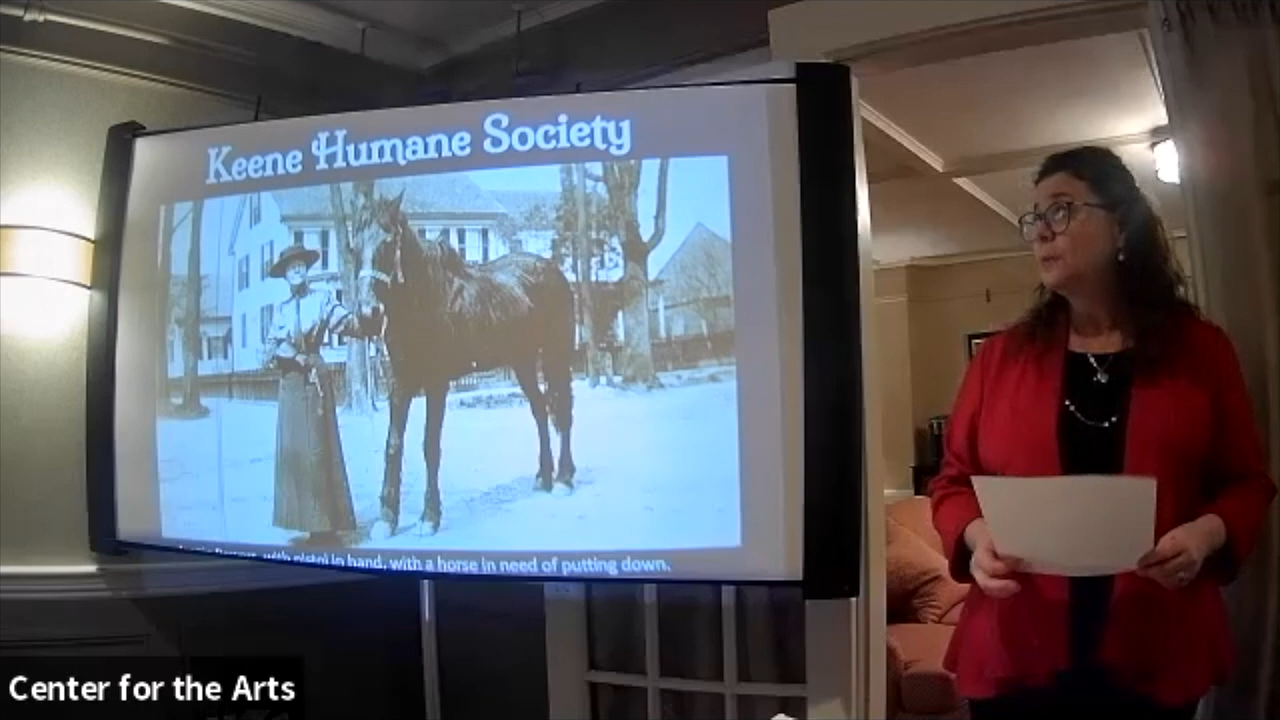 Keene Humane Society
with pistol in hand, with a horse in need of putting down.
Center for the Arts